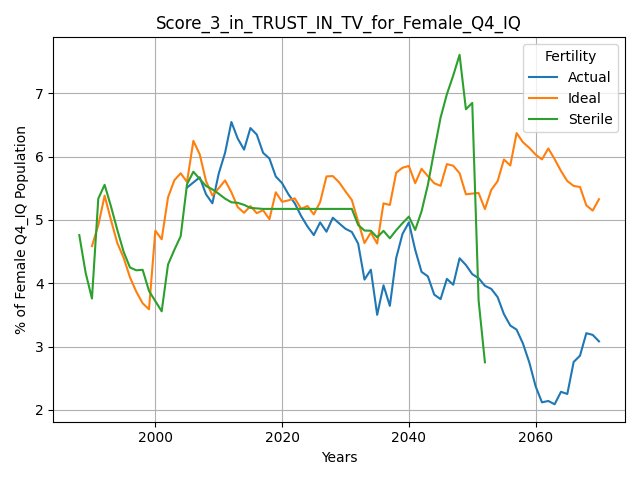 Score_3_in_TRUST_IN_TV_for_Female_Q4_IQ
Fertility
Actual
Ideal
Sterile
% of Female Q4_IQ Population
7
6
5
4
3
2
2000
2020
2040
2060
Years